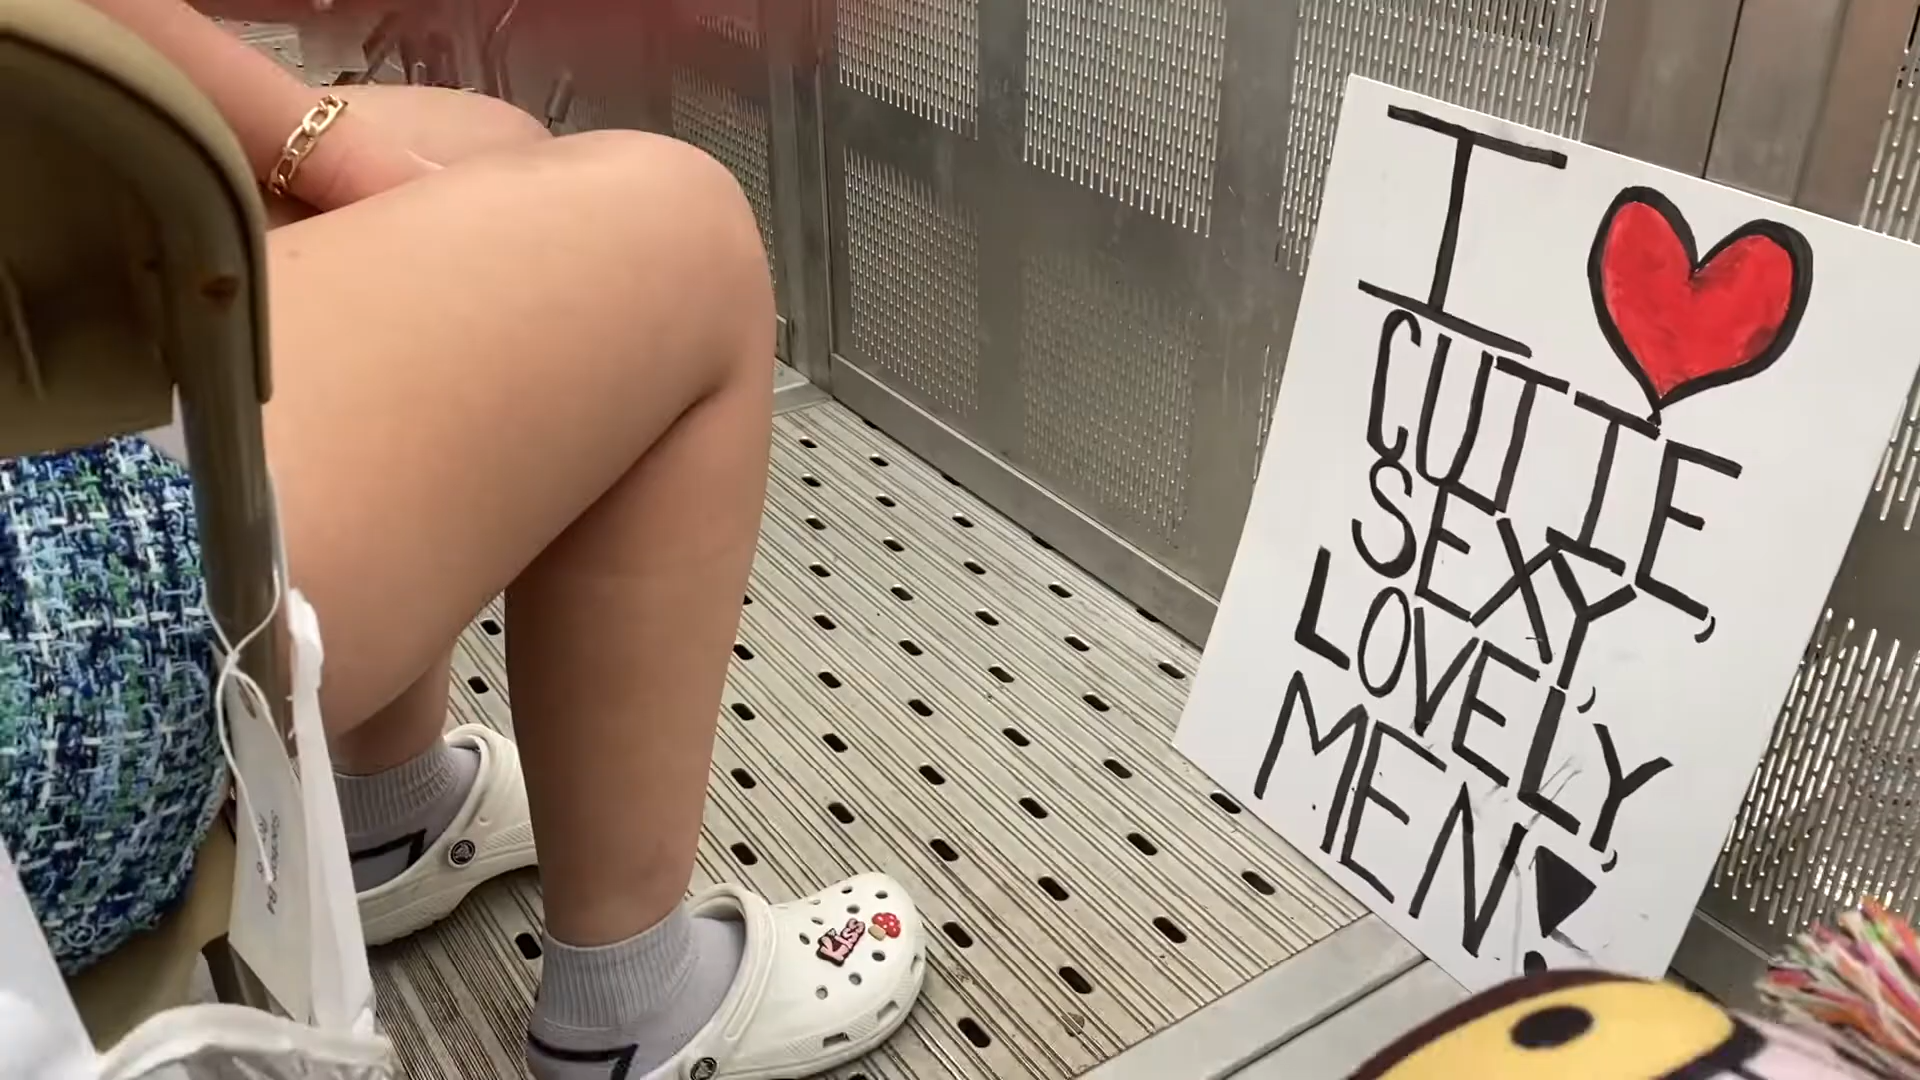 I ❤
CUTIE,
SEXY,
LOVELY,
MEN!
Kiss